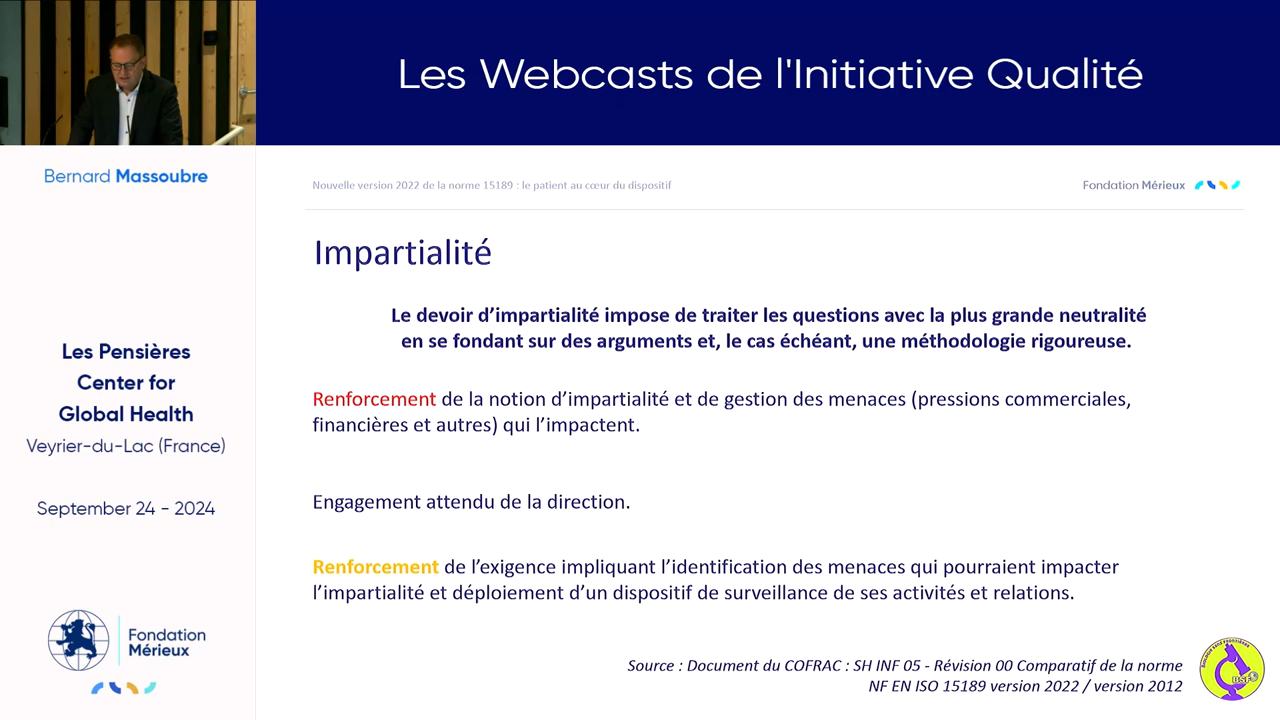 Les Webcasts de l'Initiative Qualité
Bernard Massoubre
Les Pensières
Center for
Global Health
Veyrier-du-Lac (France)
September 24 - 2024
Fondation
Mérieux
Nouvelle version 2022 de la norme 15189 : le patient au cœur du dispositif
Fondation Mérieux
Impartialité
Le devoir d’impartialité impose de traiter les questions avec la plus grande neutralité
en se fondant sur des arguments et, le cas échéant, une méthodologie rigoureuse.
Renforcement de la notion d’impartialité et de gestion des menaces (pressions commerciales,
financières et autres) qui l’impactent.
Engagement attendu de la direction.
Renforcement de l’exigence impliquant l’identification des menaces qui pourraient impacter
l’impartialité et déploiement d’un dispositif de surveillance de ses activités et relations.
Source : Document du COFRAC : SH INF 05 - Révision 00 Comparatif de la norme
NF EN ISO 15189 version 2022 / version 2012
BSF